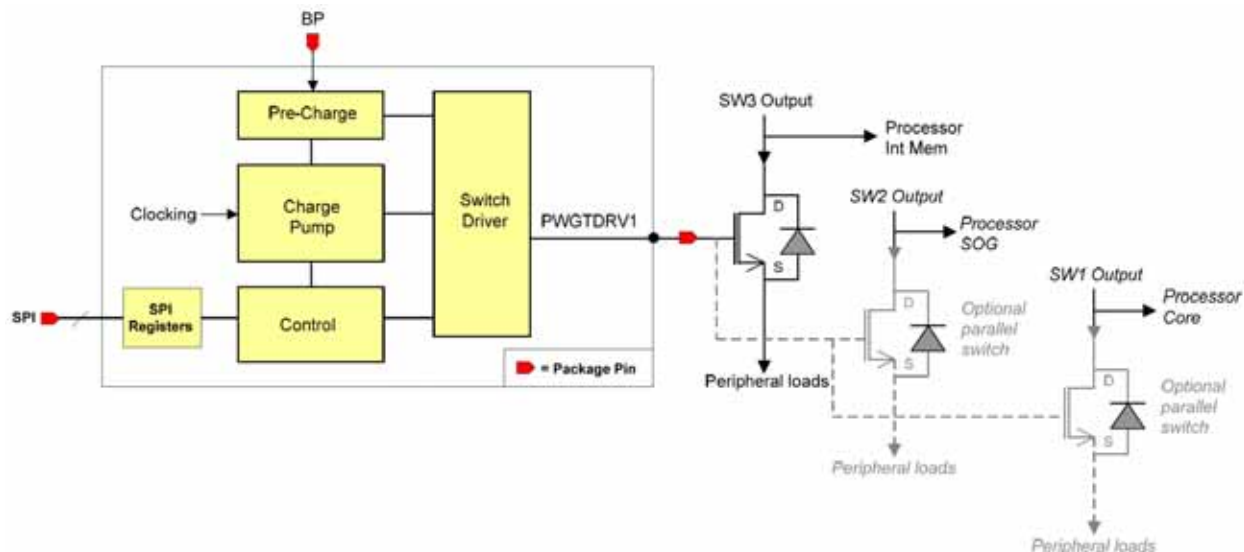 BP
Pre-Charge
Clocking
Charge
Pump
Switch
Driver
PWGTDRV1
SPI
SPI
Registers
Control
= Package Pin
SW3 Output
Processor
Int Mem
D
S
Peripheral loads
SW2 Output
Processor
SOG
D
S
Optional
parallel
switch
Peripheral loads
SW1 Output
Processor
Core
D
S
Optional
parallel
switch
Peripheral loads